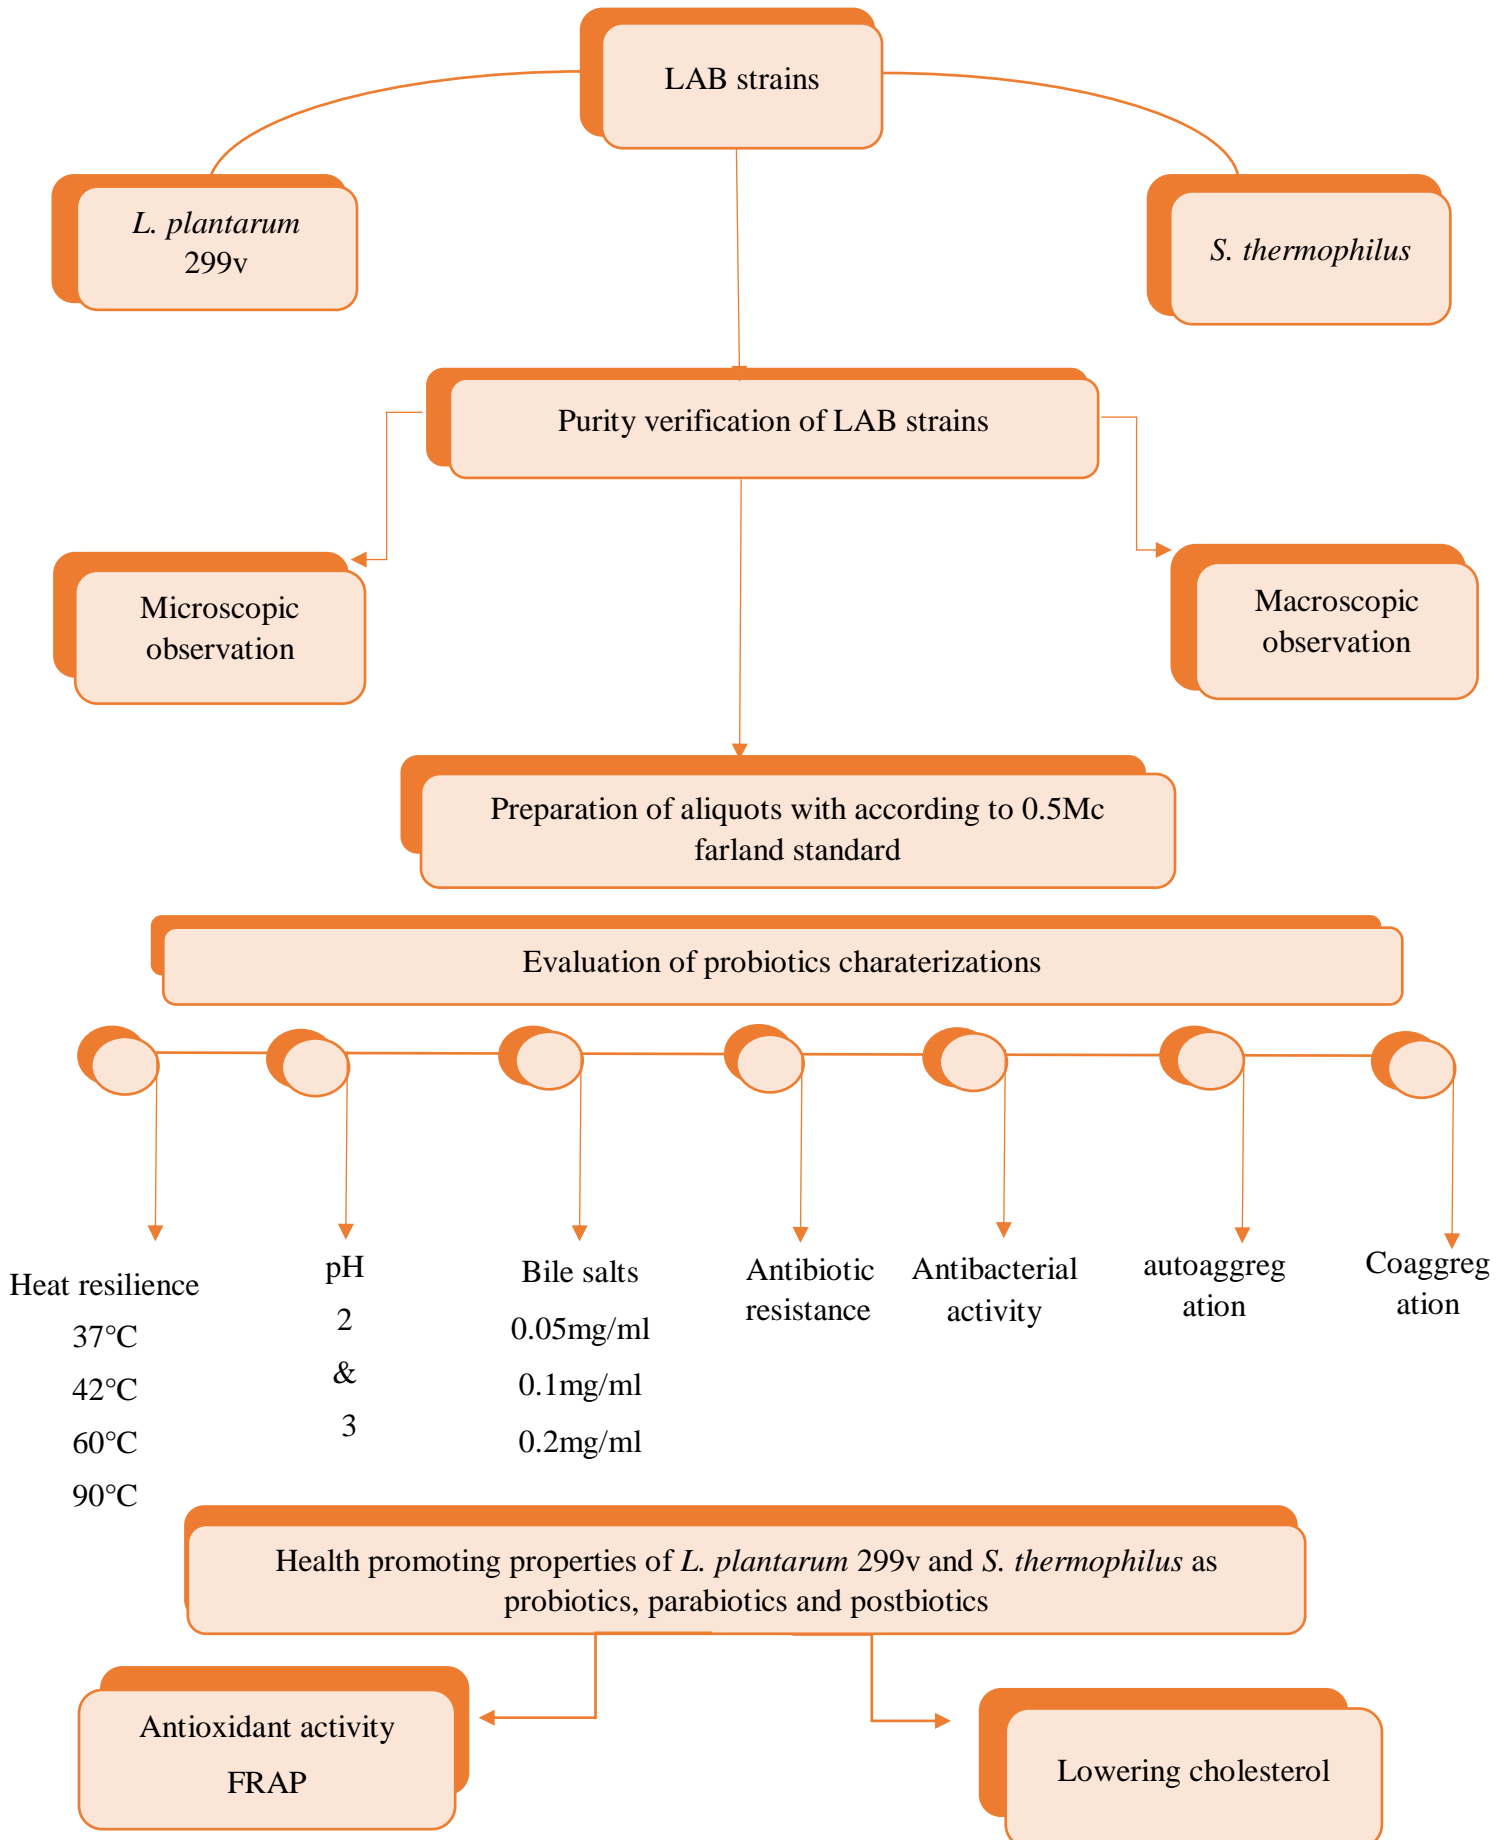 LAB strains
L. plantarum
299v
S. thermophilus
Purity verification of LAB strains
Microscopic
observation
Macroscopic
observation
Preparation of aliquots with according to 0.5Mc
farland standard
Evaluation of probiotics charaterizations
Heat resilience
37°C
42°C
60°C
90°C
pH
2
&
3
Bile salts
0.05mg/ml
0.1mg/ml
0.2mg/ml
Antibiotic
resistance
Antibacterial
activity
autoaggreg
ation
Coaggreg
ation
Health promoting properties of L. plantarum 299v and S. thermophilus as
probiotics, parabiotics and postbiotics
Antioxidant activity
FRAP
Lowering cholesterol